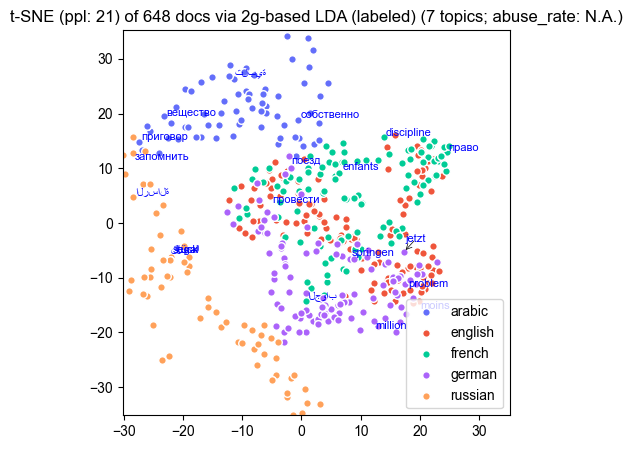 t-SNE (ppl: 21) of 648 docs via 2g-based LDA (labeled) (7 topics; abuse_rate: N.A.)
вещество
собственно
приговор
запомнить
discipline
право
поезд
enfants
провести
jetzt
springen
problem
moins
million
arabic
english
french
german
russian
30
20
10
0
−10
−20
−30
−30
−20
−10
0
10
20
30